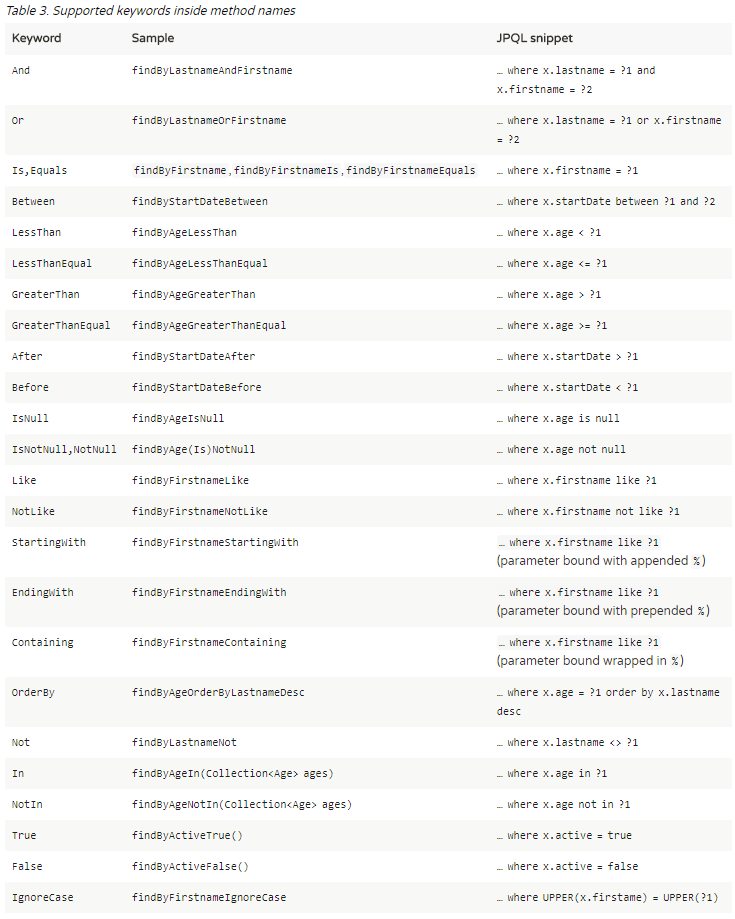 Table 3. Supported keywords inside method names
Keyword Sample JPQL snippet
And findByLastnameAndFirstname … where x.lastname = ?1 and
x.firstname = ?2
Or findByLastnameOrFirstname … where x.lastname = ?1 or x.firstname
= ?2
Is,Equals findByFirstname,findByFirstnameIs,findByFirstnameEquals … where x.firstname = ?1
Between findByStartDateBetween … where x.startDate between ?1 and ?2
LessThan findByAgeLessThan … where x.age < ?1
LessThanEqual findByAgeLessThanEqual … where x.age <= ?1
GreaterThan findByAgeGreaterThan … where x.age > ?1
GreaterThanEqual findByAgeGreaterThanEqual … where x.age >= ?1
After findByStartDateAfter … where x.startDate > ?1
Before findByStartDateBefore … where x.startDate < ?1
IsNull findByAgeIsNull … where x.age is null
IsNotNull,NotNull findByAge(Is)NotNull … where x.age not null
Like findByFirstnameLike … where x.firstname like ?1
NotLike findByFirstnameNotLike … where x.firstname not like ?1
StartingWith findByFirstnameStartingWith … where x.firstname like ?1
(parameter bound with appended %)
EndingWith findByFirstnameEndingWith … where x.firstname like ?1
(parameter bound with prepended %)
Containing findByFirstnameContaining … where x.firstname like ?1
(parameter bound wrapped in %)
OrderBy findByAgeOrderByLastnameDesc … where x.age = ?1 order by x.lastname
desc
Not findByLastnameNot … where x.lastname <> ?1
In findByAgeIn(Collection<Age> ages) … where x.age in ?1
NotIn findByAgeNotIn(Collection<Age> ages) … where x.age not in ?1
True findByActiveTrue() … where x.active = true
False findByActiveFalse() … where x.active = false
IgnoreCase findByFirstnameIgnoreCase … where UPPER(x.firstame) = UPPER(?1)